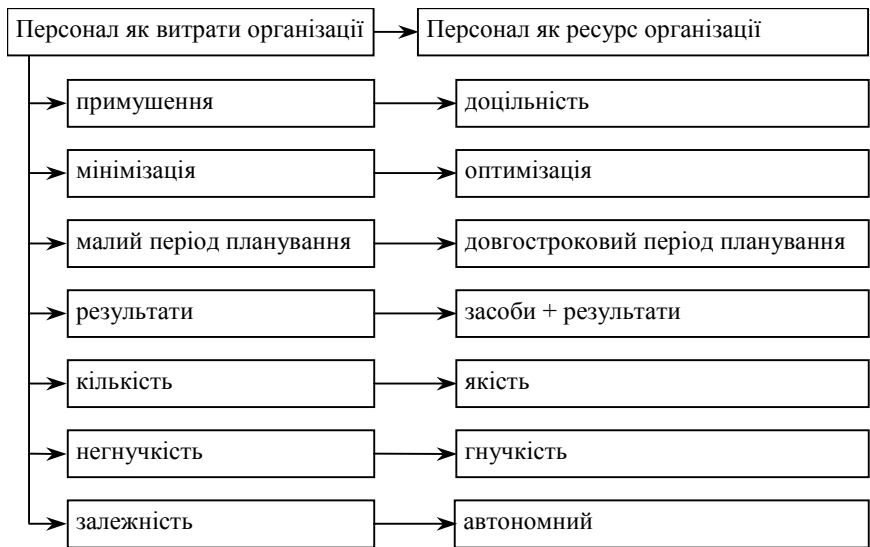 Персонал як витрати організації
Персонал як ресурс організації
примушення
доцільність
мінімізація
оптимізація
малий період планування
довгостроковий період планування
результати
засоби + результати
кількість
якість
негнучкість
гнучкість
залежність
автономний